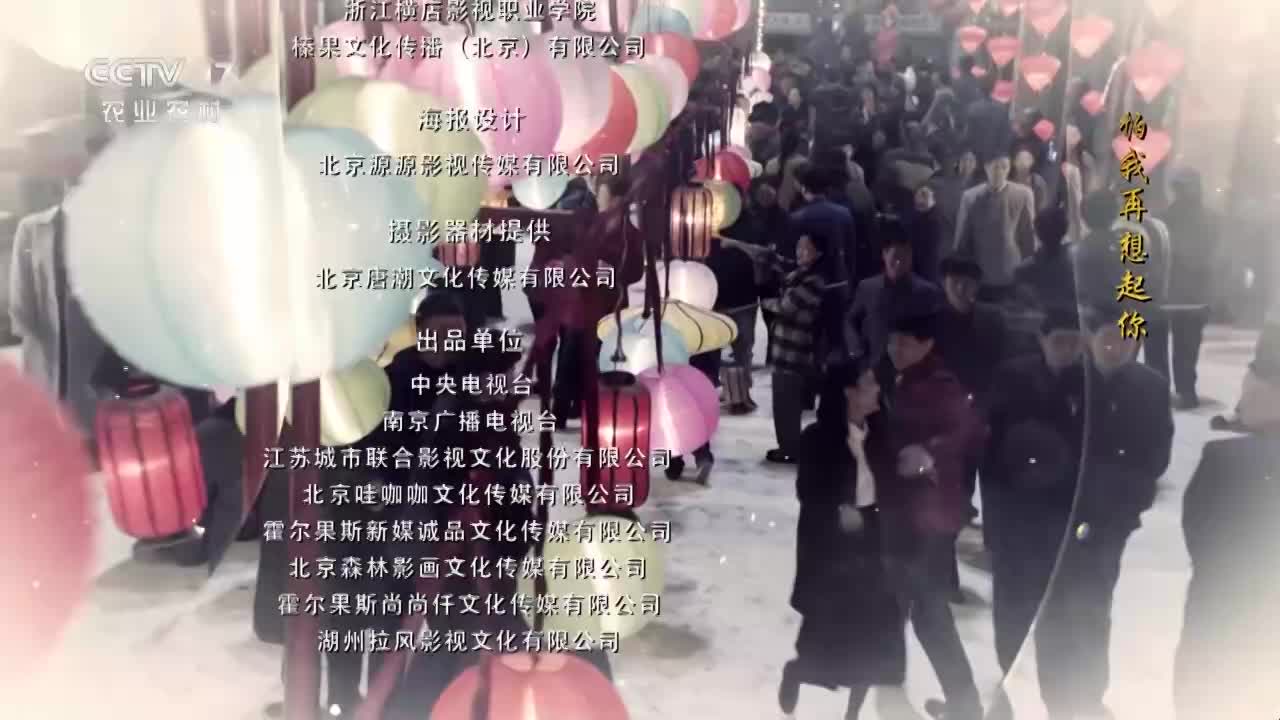 浙江横店影视职业学院
榛果文化传播（北京）有限公司
CCTV 17
农业农村
海报设计
北京源源影视传媒有限公司
摄影器材提供
北京唐潮文化传媒有限公司
出品单位
中央电视台
南京广播电视台
江苏城市联合影视文化股份有限公司
北京哇咖咖文化传媒有限公司
霍尔果斯新媒诚品文化传媒有限公司
北京森林影画文化传媒有限公司
霍尔果斯尚尚仟文化传媒有限公司
湖州拉风影视文化有限公司
怕我再想起你